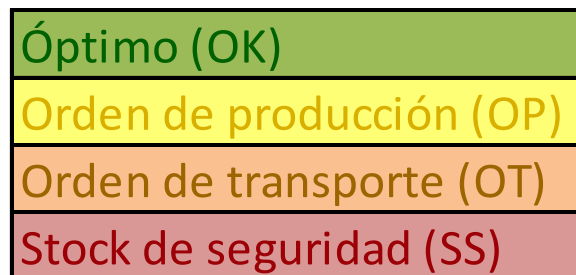 Óptimo (OK)
Orden de producción (OP)
Orden de transporte (OT)
Stock de seguridad (SS)